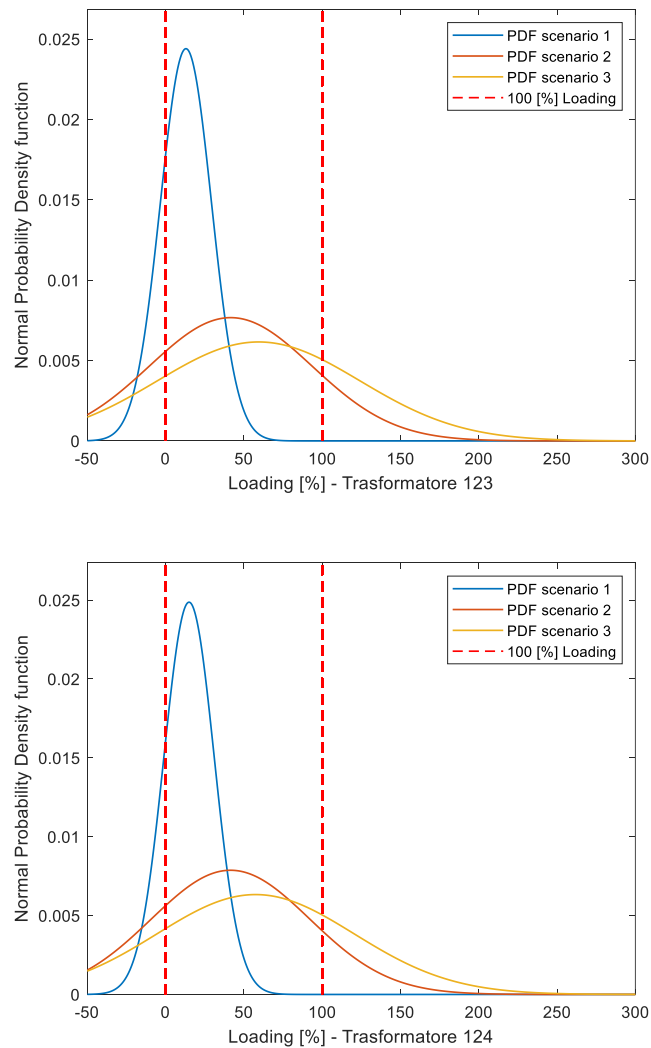 Normal Probability Density function
0.025
0.02
0.015
0.01
0.005
0
PDF scenario 1
PDF scenario 2
PDF scenario 3
100 [%] Loading
-50 0 50 100 150 200 250 300
Loading [%] - Trasformatore 123
Normal Probability Density function
0.025
0.02
0.015
0.01
0.005
0
PDF scenario 1
PDF scenario 2
PDF scenario 3
100 [%] Loading
-50 0 50 100 150 200 250 300
Loading [%] - Trasformatore 124